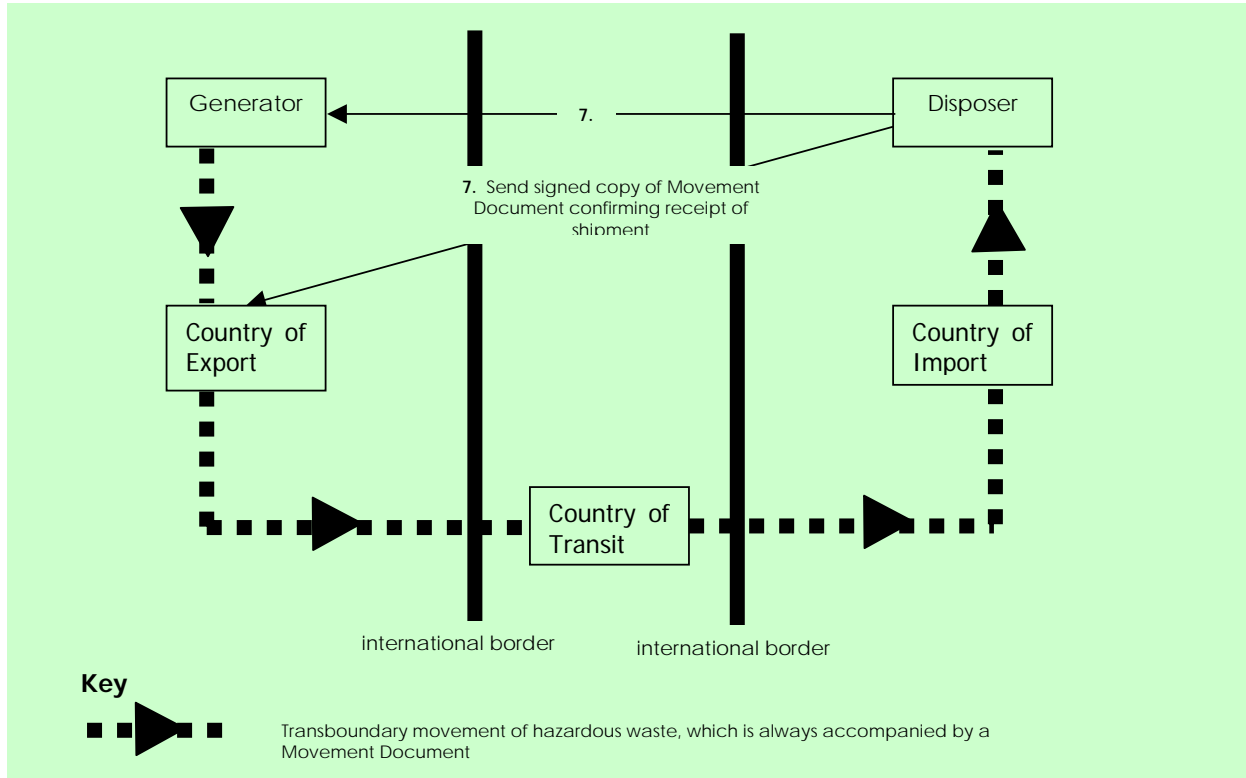 Generator
7.
Disposer
7. Send signed copy of Movement
Document confirming receipt of
shipment
Country of
Export
Country of
Import
Country of
Transit
international border
international border
Key
Transboundary movement of hazardous waste, which is always accompanied by a
Movement Document